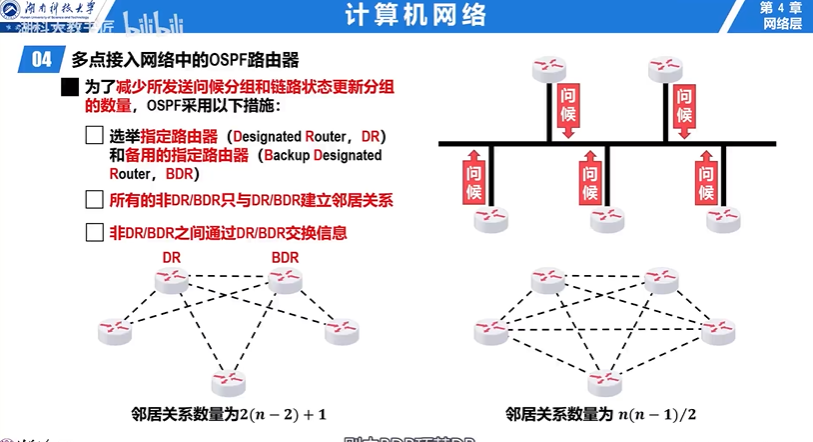 湖南科技大学
Hunan University of Science and Technology
湖科大教书匠 bilibili
计算机网络
第 4 章
网络层
04 多点接入网络中的OSPF路由器
为了减少所发送问候分组和链路状态更新分组
的数量，OSPF采用以下措施：
选举指定路由器（Designated Router，DR）
和备用的指定路由器（Backup Designated
Router，BDR）
所有的非DR/BDR只与DR/BDR建立邻居关系
非DR/BDR之间通过DR/BDR交换信息
问候
问候
问候
问候
问候
DR
BDR
邻居关系数量为2(n − 2) + 1
邻居关系数量为 n(n − 1)/2